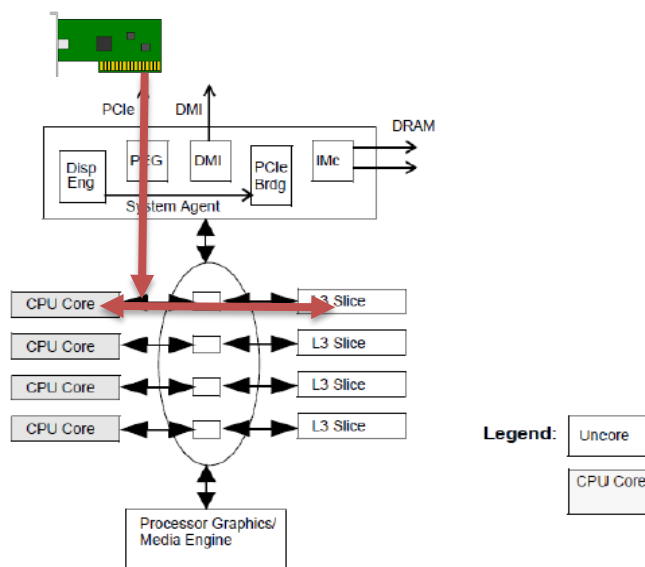 PCIe
DMI
DRAM
Disp
Eng
PEG
DMI
PCIe
Brdg
IMc
System Agent
CPU Core
L3 Slice
CPU Core
L3 Slice
CPU Core
L3 Slice
CPU Core
L3 Slice
Legend:
Uncore
CPU Core
Processor Graphics/
Media Engine